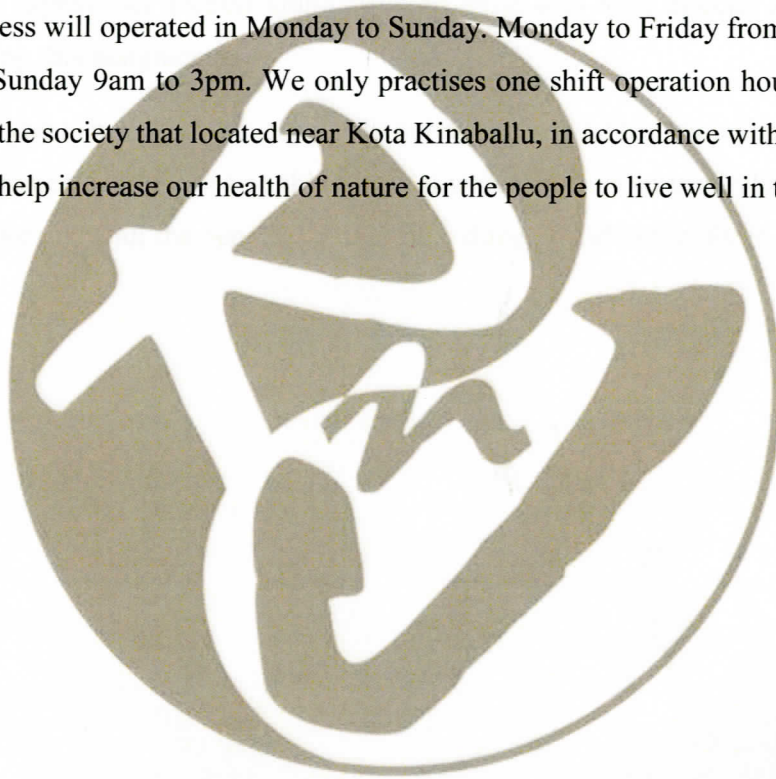 ess will operated in Monday to Sunday. Monday to Friday from
Sunday 9am to 3pm. We only practises one shift operation hou
the society that located near Kota Kinaballu, in accordance with
help increase our health of nature for the people to live well in t